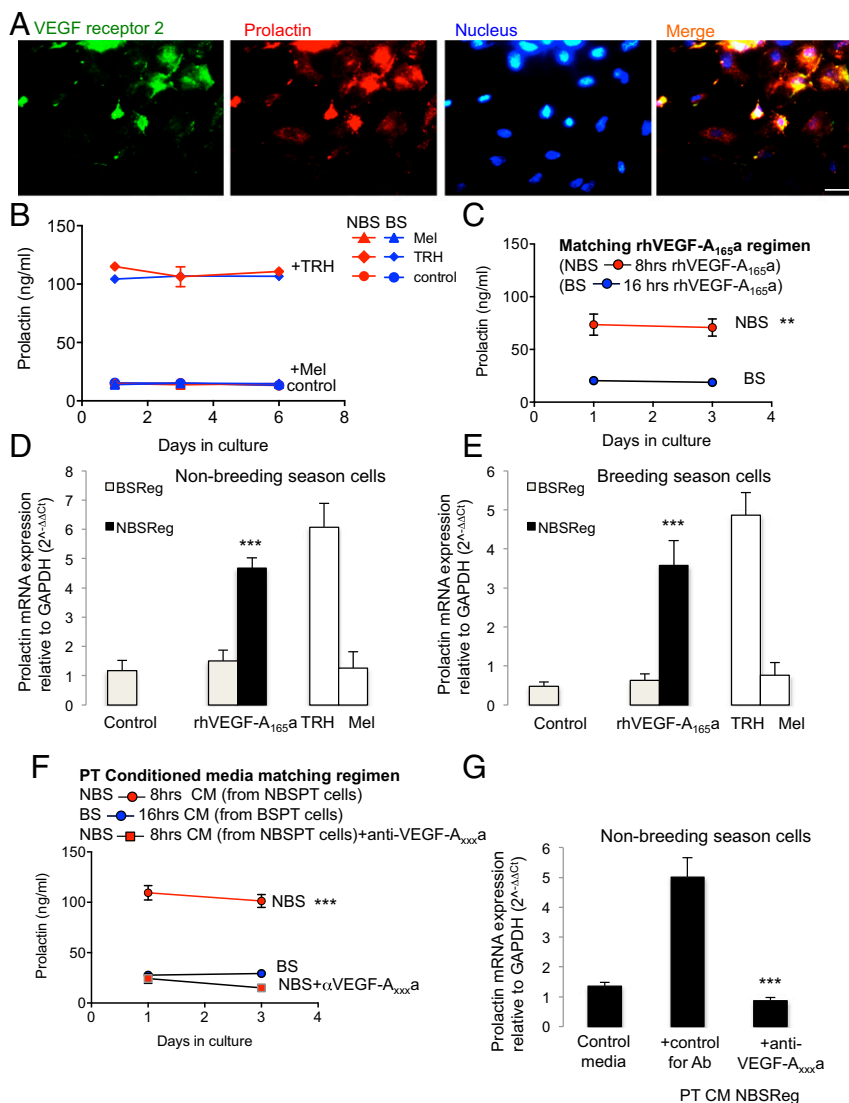 A
VEGF receptor 2
Prolactin
Nucleus
Merge
B
Prolactin (ng/ml)
150
100
50
0
0 2 4 6 8
Days in culture
+TRH
+Mel
control
NBS BS
Mel
TRH
control
C
Matching rhVEGF-A165a regimen
(NBS 8hrs rhVEGF-A165a)
(BS 16 hrs rhVEGF-A165a)
Prolactin (ng/ml)
150
100
50
0
0 1 2 3 4
Days in culture
NBS **
BS
D
Non-breeding season cells
BSReg
NBSReg
Prolactin mRNA expression
relative to GAPDH (2^-ΔΔCt)
8
7
6
5
4
3
2
1
0
***
Control rhVEGF-A165a TRH Mel
E
Breeding season cells
BSReg
NBSReg
Prolactin mRNA expression
relative to GAPDH (2^-ΔΔCt)
6
5
4
3
2
1
0
***
Control rhVEGF-A165a TRH Mel
F
PT Conditioned media matching regimen
NBS 8hrs CM (from NBSPT cells)
BS 16hrs CM (from BSPT cells)
NBS 8hrs CM (from NBSPT cells)+anti-VEGF-Axxxa
Prolactin (ng/ml)
150
100
50
0
0 1 2 3 4
Days in culture
NBS ***
BS
NBS+αVEGF-Axxxa
G
Non-breeding season cells
Prolactin mRNA expression
relative to GAPDH (2^-ΔΔCt)
6
5
4
3
2
1
0
***
Control media
+control for Ab
+anti-VEGF-Axxxa
PT CM NBSReg